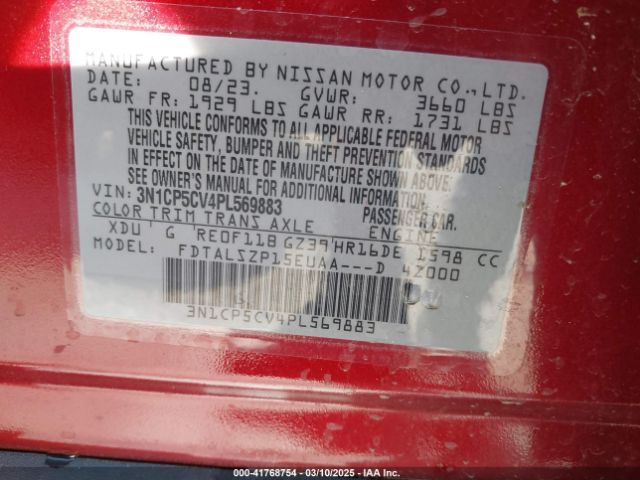 MANUFACTURED BY NISSAN MOTOR CO., LTD.
DATE: 08/23. GVWR: 3660 LBS
GAWR FR: 1929 LBS GAWR RR: 1731 LBS
THIS VEHICLE CONFORMS TO ALL APPLICABLE FEDERAL MOTOR
VEHICLE SAFETY, BUMPER AND THEFT PREVENTION STANDARDS
IN EFFECT ON THE DATE OF MANUFACTURE SHOWN ABOVE.
SEE OWNER'S MANUAL FOR ADDITIONAL INFORMATION.
VIN: 3N1CP5CV4PL569883 PASSENGER CAR.
COLOR TRIM TRANS AXLE ENGINE
XDU G RE0F11B GZ39 HR16DE 1598 CC
MODEL: FDTALSZP15EUAA---D 4Z000
3N1CP5CV4PL569883
000-41768754 — 03/10/2025 — IAA Inc.